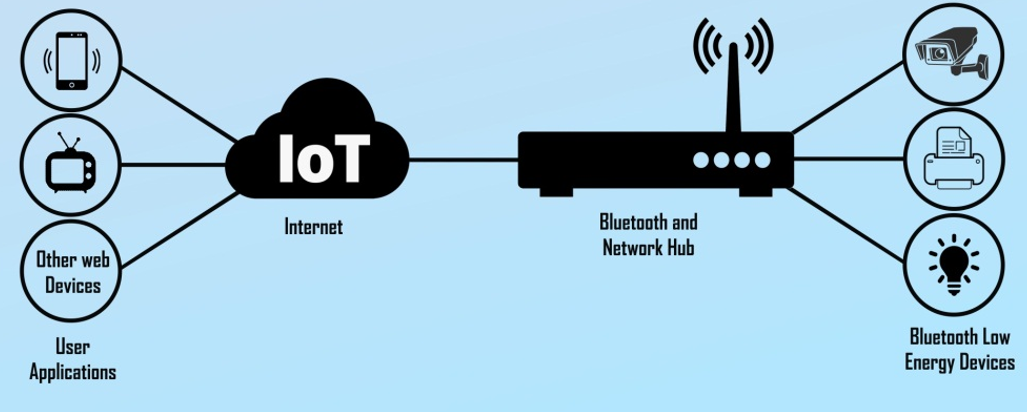 IoT
Internet
Other web
Devices
User
Applications
Bluetooth and
Network Hub
Bluetooth Low
Energy Devices